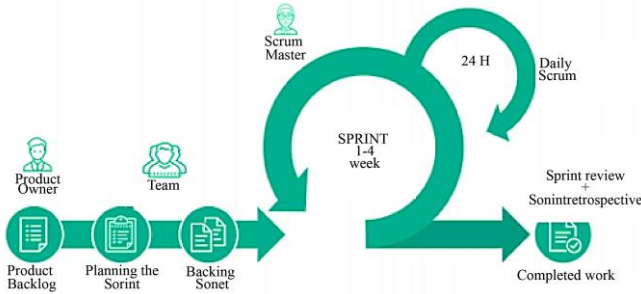 Scrum
Master
24 H
Daily
Scrum
SPRINT
1-4
week
Product
Owner
Team
Sprint review
+
Sonintretrospective
Product
Backlog
Planning the
Sorint
Backing
Sonet
Completed work